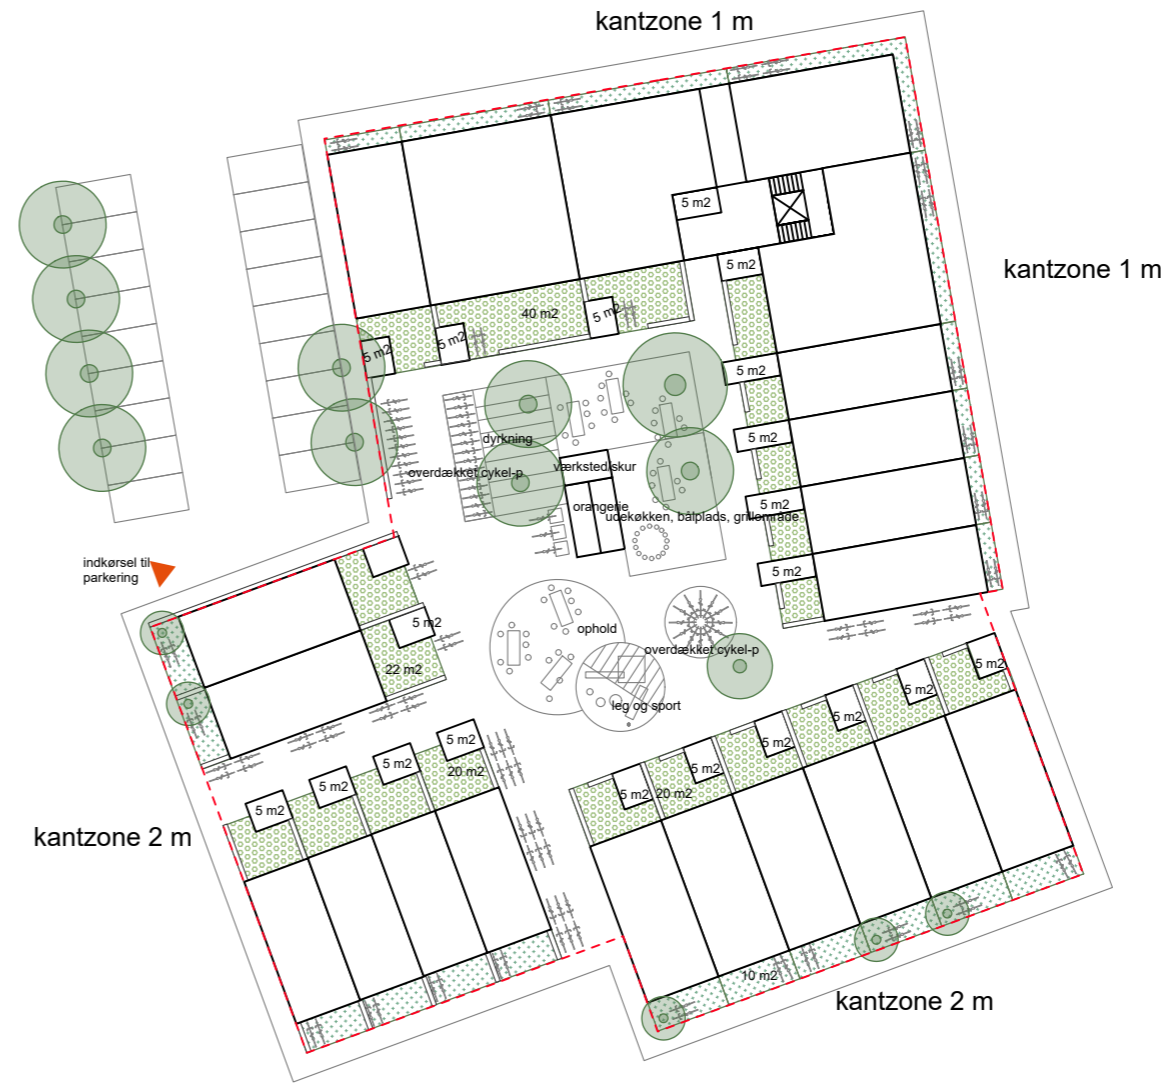 kantzone 1 m
5 m2
5 m2
kantzone 1 m
40 m2
5 m2
5 m2
5 m2
5 m2
dyrkning
5 m2
værksted/skur
overdækket cykel-p
orangerie
5 m2
udekøkken, bålplads, grillområde
indkørsel til
parkering
5 m2
5 m2
ophold
overdækket cykel-p
22 m2
5 m2
5 m2
leg og sport
5 m2
5 m2
5 m2
5 m2
20 m2
5 m2
5 m2
5 m2
20 m2
5 m2
kantzone 2 m
10 m2
kantzone 2 m